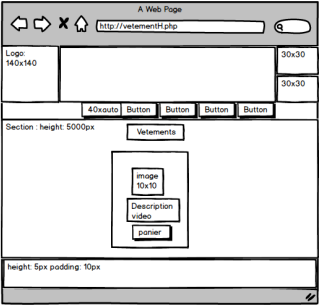 A Web Page
http://vetementH.php
Logo:
140x140
30x30
30x30
40xauto Button Button Button Button
Section : height: 5000px
Vetements
image
10x10
Description
video
panier
height: 5px padding: 10px